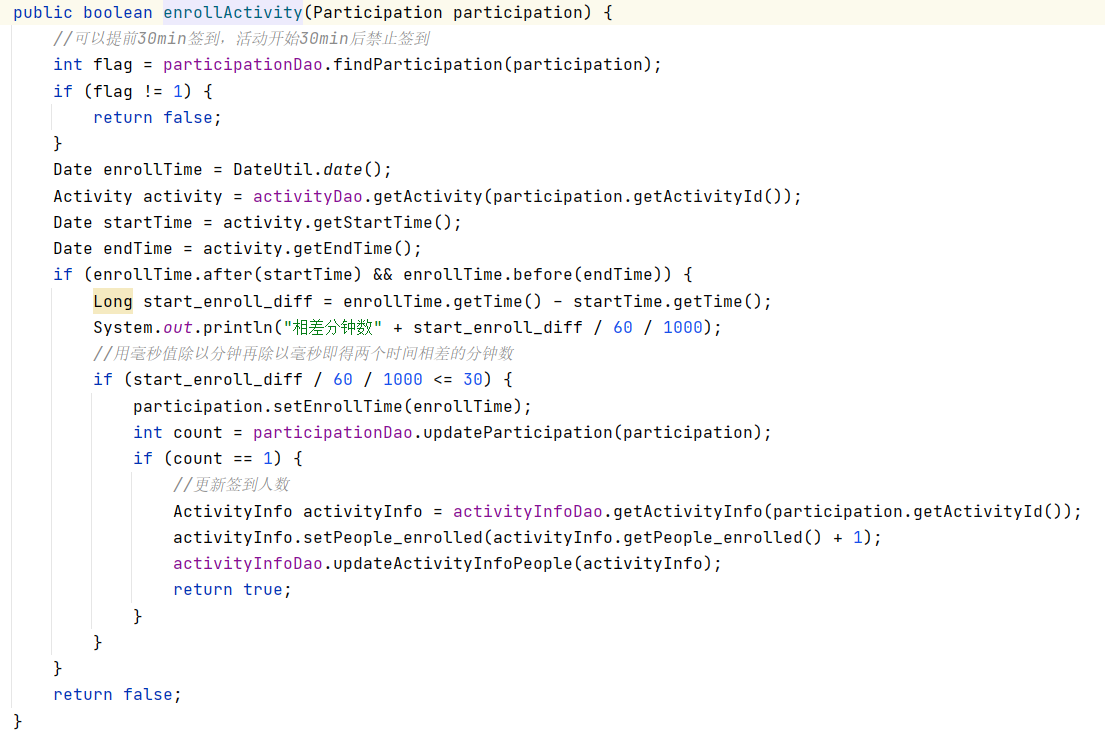 public boolean enrollActivity(Participation participation) {
//可以提前30min签到，活动开始30min后禁止签到
int flag = participationDao.findParticipation(participation);
if (flag != 1) {
return false;
}
Date enrollTime = DateUtil.date();
Activity activity = activityDao.getActivity(participation.getActivityId());
Date startTime = activity.getStartTime();
Date endTime = activity.getEndTime();
if (enrollTime.after(startTime) && enrollTime.before(endTime)) {
Long start_enroll_diff = enrollTime.getTime() - startTime.getTime();
System.out.println("相差分钟数" + start_enroll_diff / 60 / 1000);
//用毫秒值除以分钟再除以毫秒即得两个时间相差的分钟数
if (start_enroll_diff / 60 / 1000 <= 30) {
participation.setEnrollTime(enrollTime);
int count = participationDao.updateParticipation(participation);
if (count == 1) {
//更新签到人数
ActivityInfo activityInfo = activityInfoDao.getActivityInfo(participation.getActivityId());
activityInfo.setPeople_enrolled(activityInfo.getPeople_enrolled() + 1);
activityInfoDao.updateActivityInfoPeople(activityInfo);
return true;
}
}
}
return false;
}